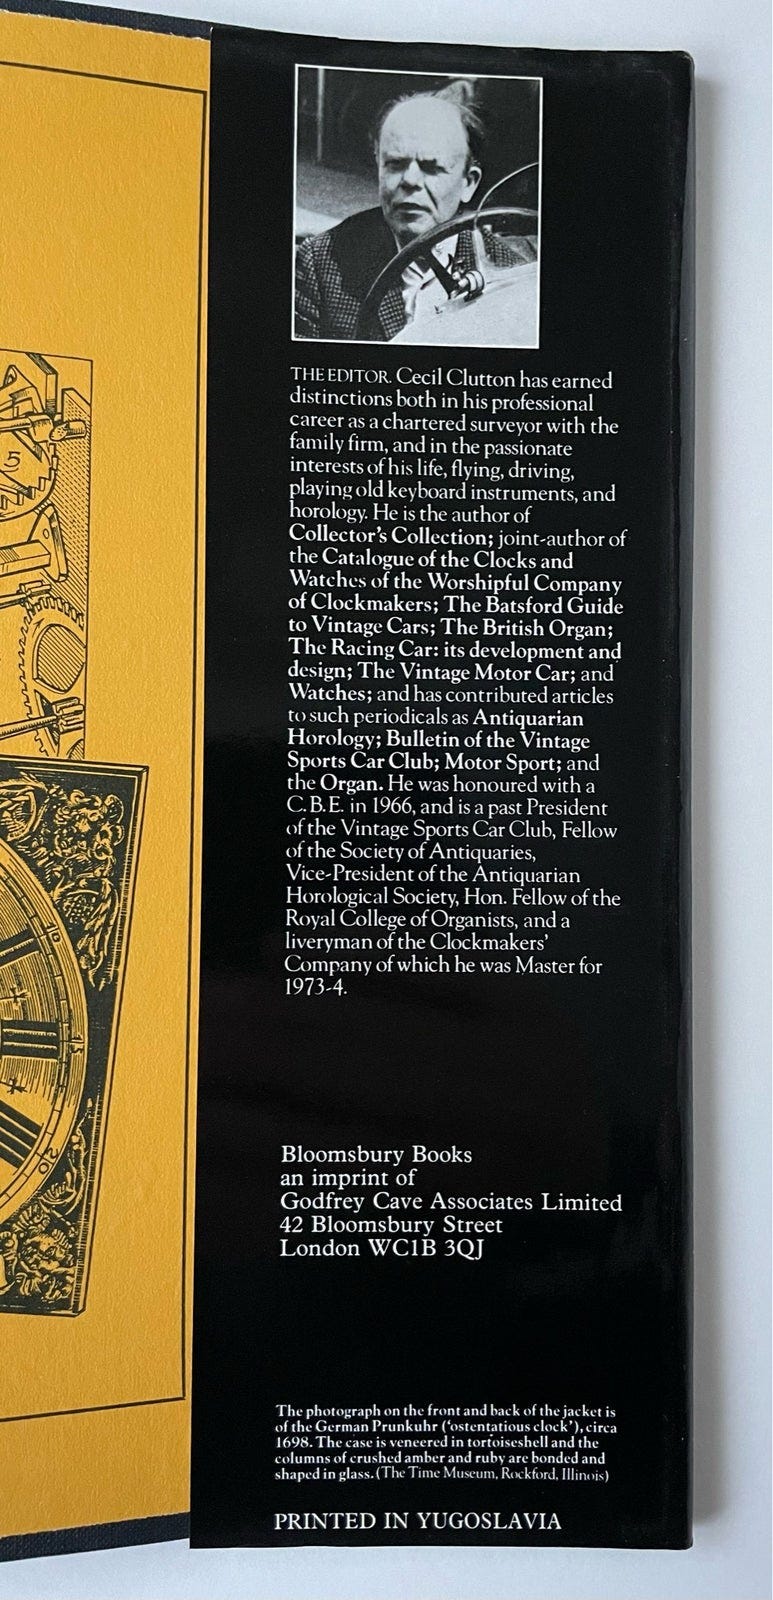 THE EDITOR. Cecil Clutton has earned
distinctions both in his professional
career as a chartered surveyor with the
family firm, and in the passionate
interests of his life, flying, driving,
playing old keyboard instruments, and
horology. He is the author of
Collector's Collection; joint-author of
the Catalogue of the Clocks and
Watches of the Worshipful Company
of Clockmakers; The Batsford Guide
to Vintage Cars; The British Organ;
The Racing Car: its development and
design; The Vintage Motor Car; and
Watches; and has contributed articles
to such periodicals as Antiquarian
Horology; Bulletin of the Vintage
Sports Car Club; Motor Sport; and
the Organ. He was honoured with a
C.B.E. in 1966, and is a past President
of the Vintage Sports Car Club, Fellow
of the Society of Antiquaries,
Vice-President of the Antiquarian
Horological Society, Hon. Fellow of the
Royal College of Organists, and a
liveryman of the Clockmakers'
Company of which he was Master for
1973-4.
Bloomsbury Books
an imprint of
Godfrey Cave Associates Limited
42 Bloomsbury Street
London WC1B 3QJ
The photograph on the front and back of the jacket is
of the German Prunkuhr ('ostentatious clock'), circa
1698. The case is veneered in tortoiseshell and the
columns of crushed amber and ruby are bonded and
shaped in glass. (The Time Museum, Rockford, Illinois)
PRINTED IN YUGOSLAVIA
5
15
20